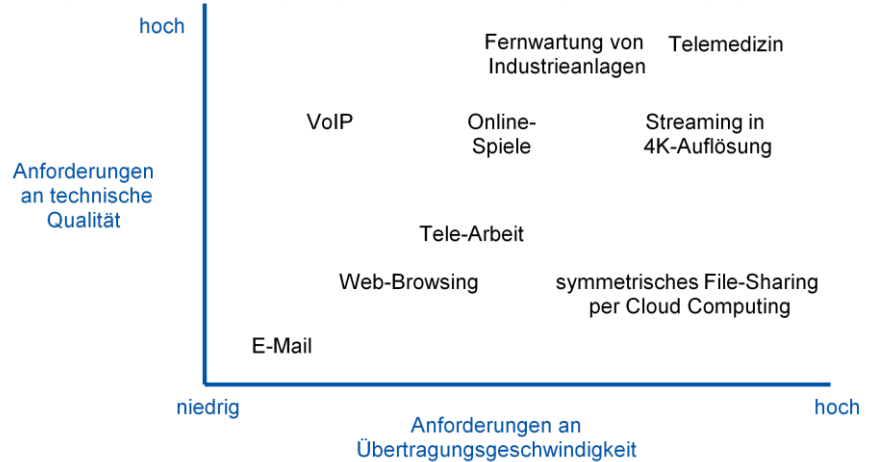 hoch
Fernwartung von
Industrieanlagen
Telemedizin
VoIP
Online-
Spiele
Streaming in
4K-Auflösung
Anforderungen
an technische
Qualität
Tele-Arbeit
Web-Browsing
symmetrisches File-Sharing
per Cloud Computing
E-Mail
niedrig
hoch
Anforderungen an
Übertragungsgeschwindigkeit